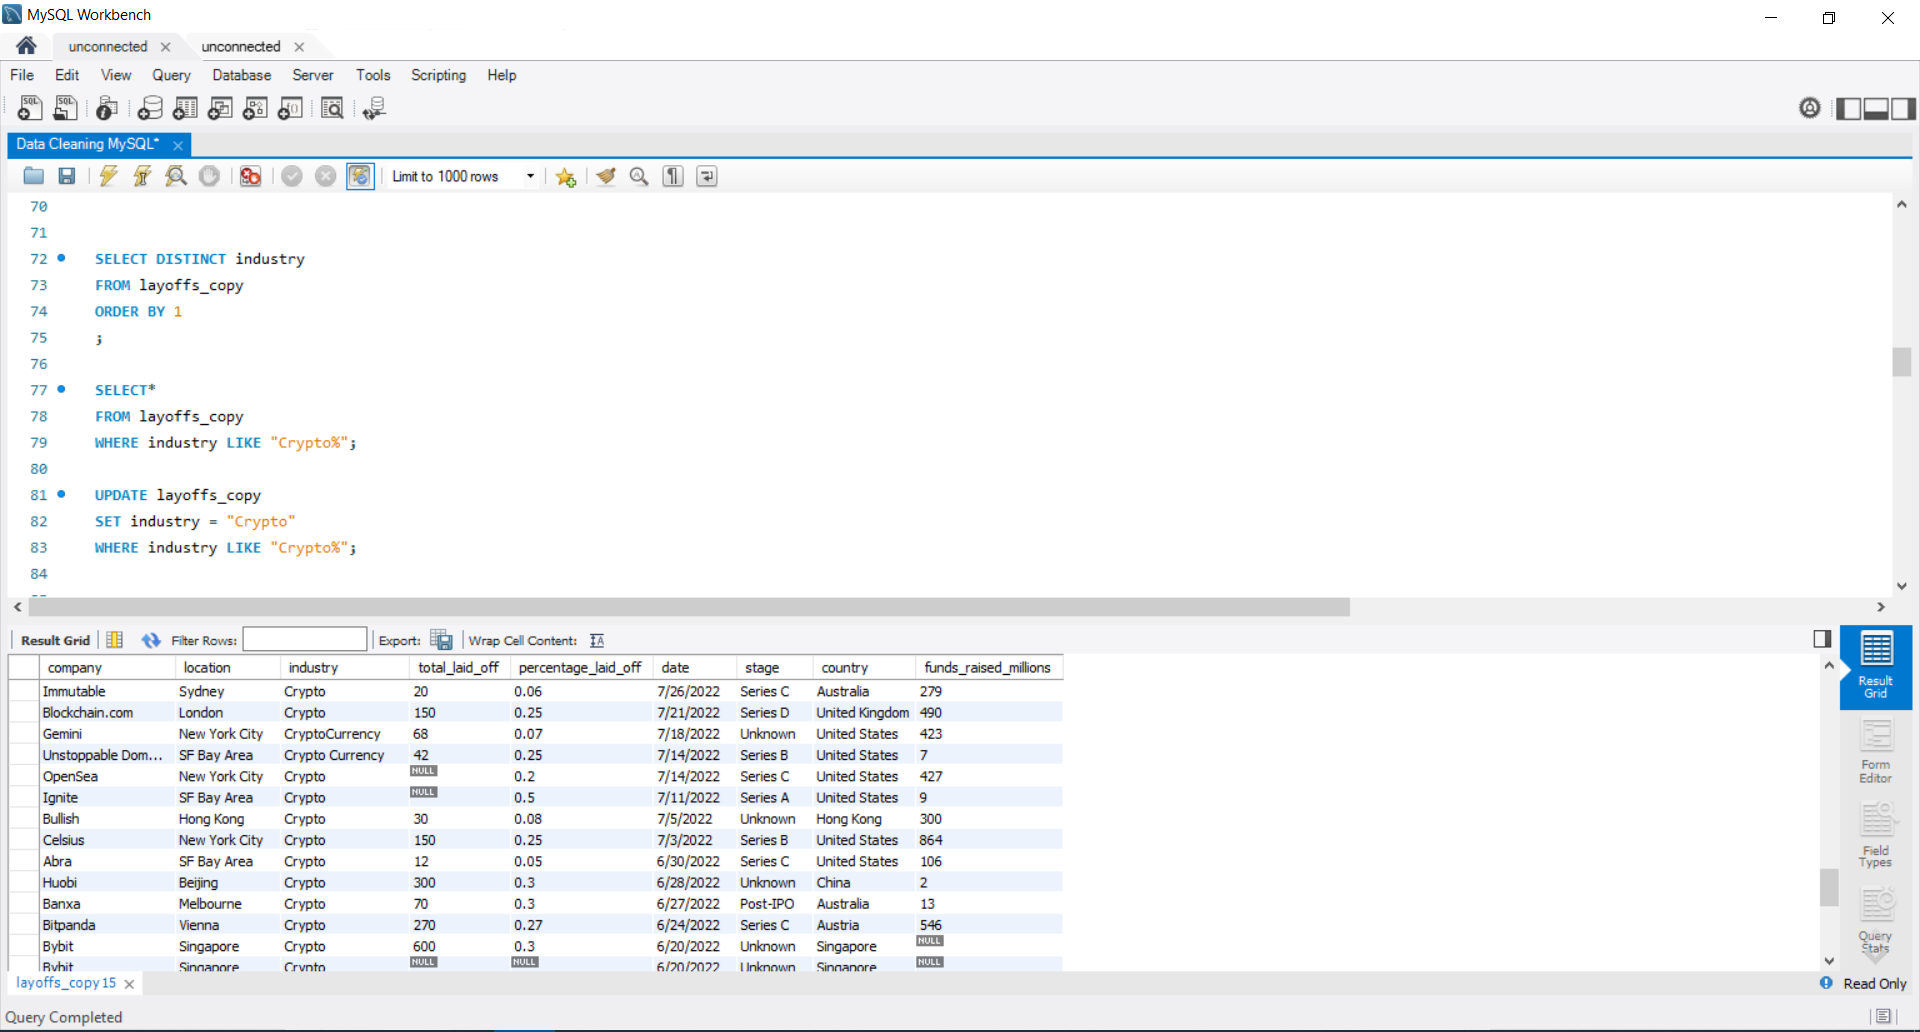 MySQL Workbench
unconnected unconnected
File Edit View Query Database Server Tools Scripting Help
Data Cleaning MySQL*
Limit to 1000 rows
70
71
72 SELECT DISTINCT industry
73 FROM layoffs_copy
74 ORDER BY 1
75 ;
76
77 SELECT*
78 FROM layoffs_copy
79 WHERE industry LIKE "Crypto%";
80
81 UPDATE layoffs_copy
82 SET industry = "Crypto"
83 WHERE industry LIKE "Crypto%";
84
Result Grid Filter Rows: Export: Wrap Cell Content:
company location industry total_laid_off percentage_laid_off date stage country funds_raised_millions
Immutable Sydney Crypto 20 0.06 7/26/2022 Series C Australia 279
Blockchain.com London Crypto 150 0.25 7/21/2022 Series D United Kingdom 490
Gemini New York City CryptoCurrency 68 0.07 7/18/2022 Unknown United States 423
Unstoppable Dom... SF Bay Area Crypto Currency 42 0.25 7/14/2022 Series B United States 7
OpenSea New York City Crypto NULL 0.2 7/14/2022 Series C United States 427
Ignite SF Bay Area Crypto NULL 0.5 7/11/2022 Series A United States 9
Bullish Hong Kong Crypto 30 0.08 7/5/2022 Unknown Hong Kong 300
Celsius New York City Crypto 150 0.25 7/3/2022 Series B United States 864
Abra SF Bay Area Crypto 12 0.05 6/30/2022 Series C United States 106
Huobi Beijing Crypto 300 0.3 6/28/2022 Unknown China 2
Banxa Melbourne Crypto 70 0.3 6/27/2022 Post-IPO Australia 13
Bitpanda Vienna Crypto 270 0.27 6/24/2022 Series C Austria 546
Bybit Singapore Crypto 600 0.3 6/20/2022 Unknown Singapore NULL
Bybit Singapore Crypto NULL NULL 6/20/2022 Unknown Singapore NULL
Result
Grid
Form
Editor
Field
Types
Query
Stats
layoffs_copy15 Read Only
Query Completed